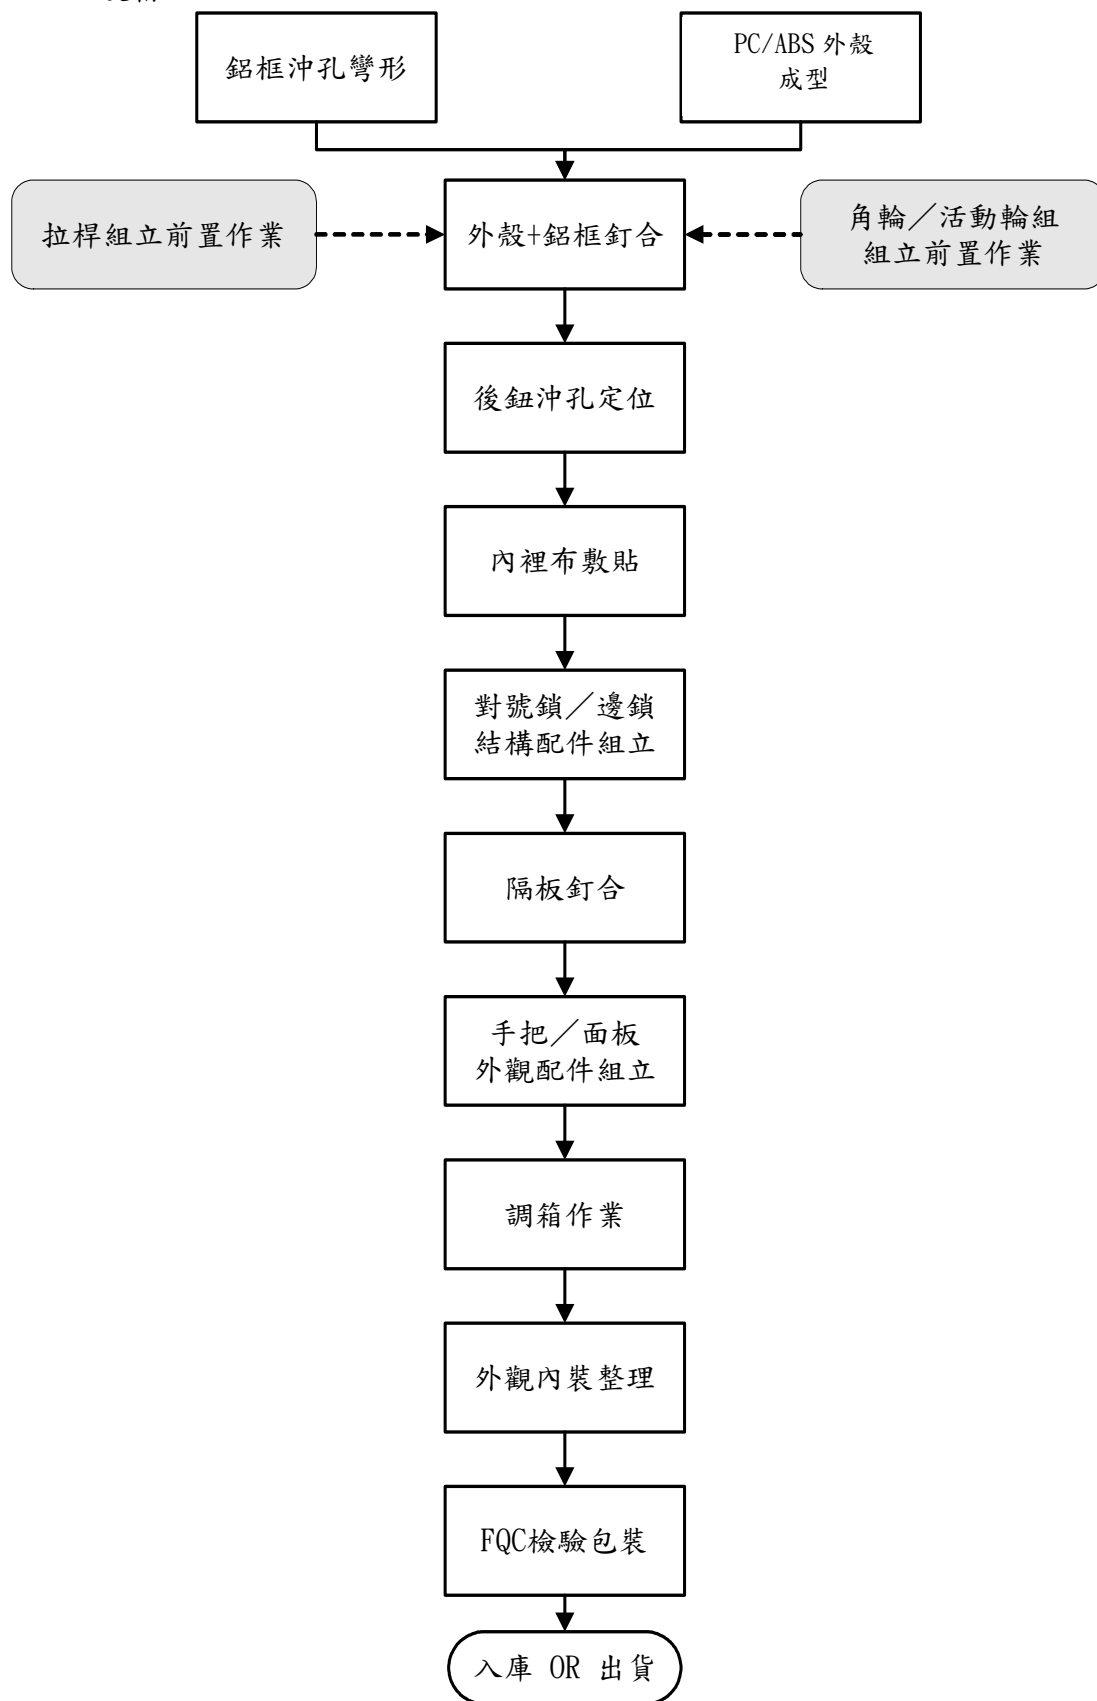 鋁框沖孔彎形
PC/ABS 外殼
成型
拉桿組立前置作業
外殼+鋁框釘合
角輪／活動輪組
組立前置作業
後鈕沖孔定位
內裡布敷貼
對號鎖／邊鎖
結構配件組立
隔板釘合
手把／面板
外觀配件組立
調箱作業
外觀內裝整理
FQC檢驗包裝
入庫 OR 出貨